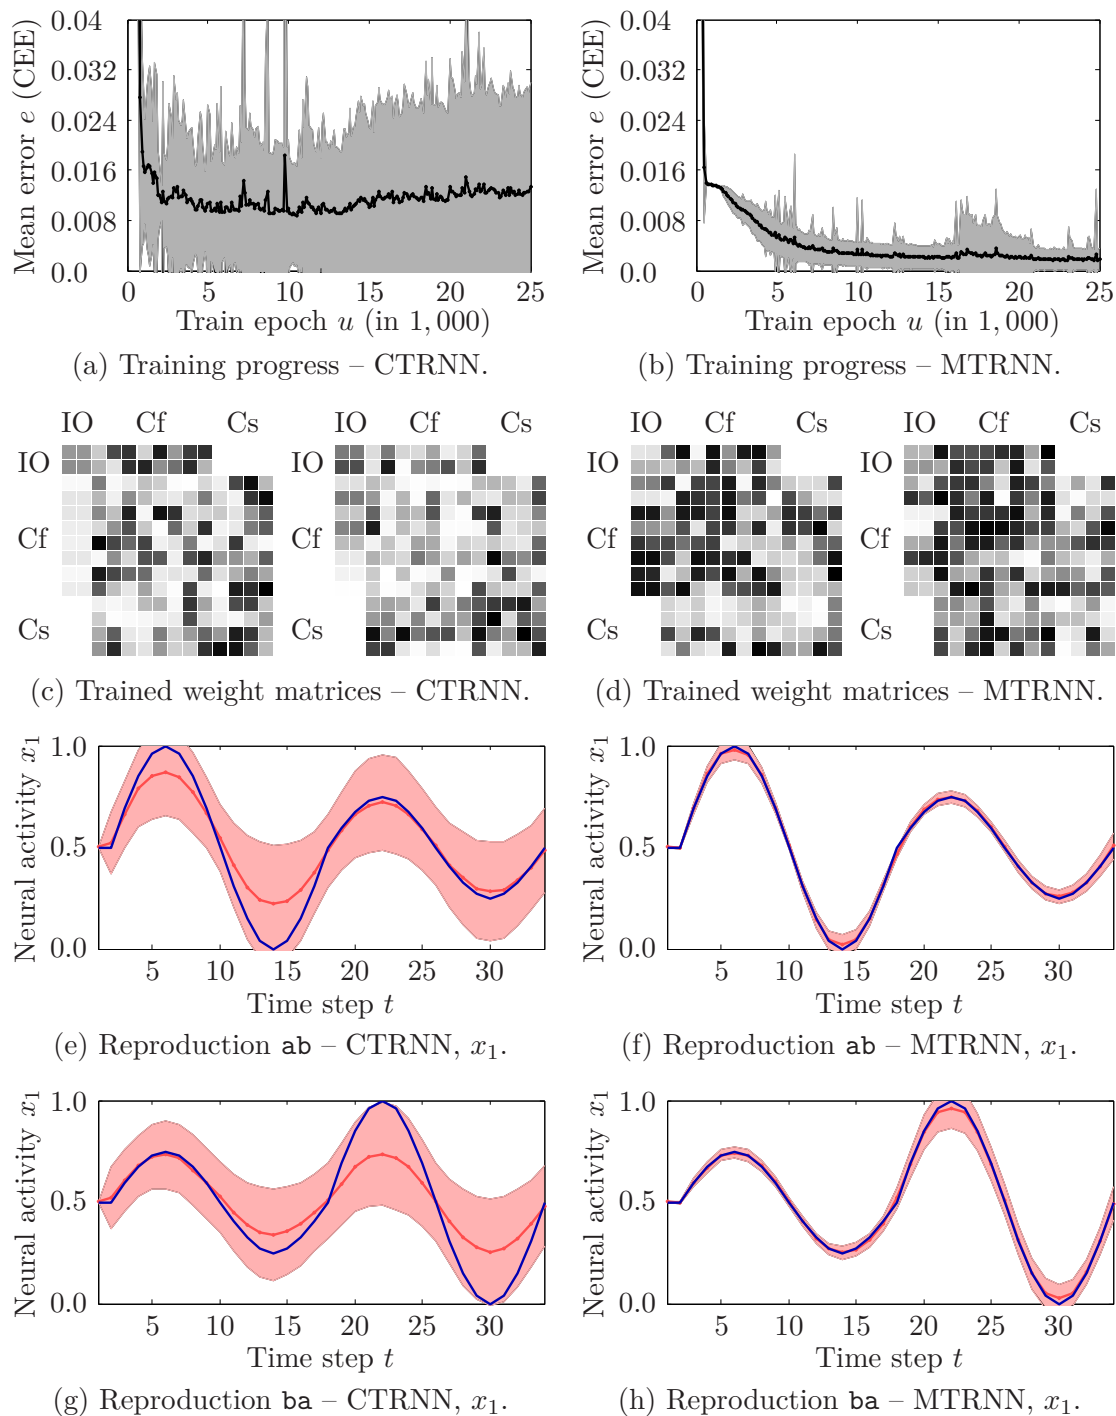 Mean error e (CEE)
0.04
0.032
0.024
0.016
0.008
0.0
0 5 10 15 20 25
Train epoch u (in 1,000)
(a) Training progress – CTRNN.
Mean error e (CEE)
0.04
0.032
0.024
0.016
0.008
0.0
0 5 10 15 20 25
Train epoch u (in 1,000)
(b) Training progress – MTRNN.
IO Cf Cs
IO
Cf
Cs
IO Cf Cs
IO
Cf
Cs
(c) Trained weight matrices – CTRNN.
IO Cf Cs
IO
Cf
Cs
IO Cf Cs
IO
Cf
Cs
(d) Trained weight matrices – MTRNN.
Neural activity x₁
1.0
0.5
0.0
5 10 15 20 25 30
Time step t
(e) Reproduction ab – CTRNN, x₁.
Neural activity x₁
1.0
0.5
0.0
5 10 15 20 25 30
Time step t
(f) Reproduction ab – MTRNN, x₁.
Neural activity x₁
1.0
0.5
0.0
5 10 15 20 25 30
Time step t
(g) Reproduction ba – CTRNN, x₁.
Neural activity x₁
1.0
0.5
0.0
5 10 15 20 25 30
Time step t
(h) Reproduction ba – MTRNN, x₁.